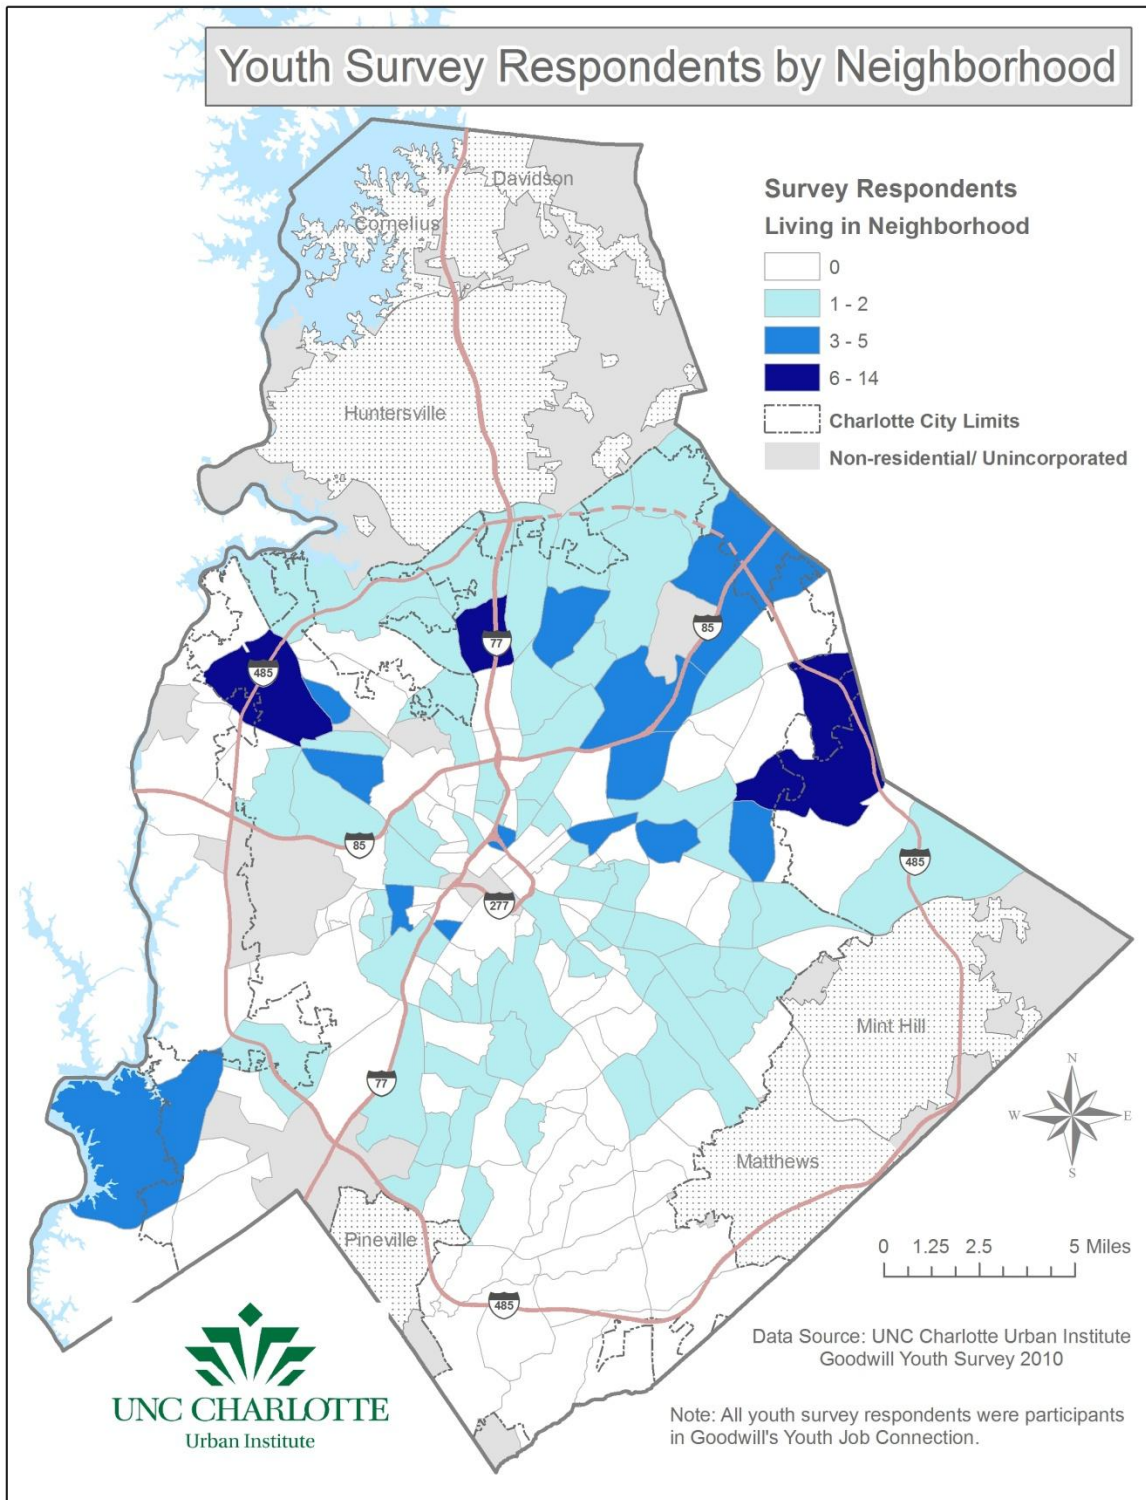 Youth Survey Respondents by Neighborhood
Survey Respondents
Living in Neighborhood
0
1 - 2
3 - 5
6 - 14
Charlotte City Limits
Non-residential/ Unincorporated
Davidson
Cornelius
Huntersville
77
85
485
85
485
277
Mint Hill
77
Matthews
Pineville
485
N
W
E
S
0 1.25 2.5 5 Miles
UNC CHARLOTTE
Urban Institute
Data Source: UNC Charlotte Urban Institute
Goodwill Youth Survey 2010
Note: All youth survey respondents were participants
in Goodwill's Youth Job Connection.